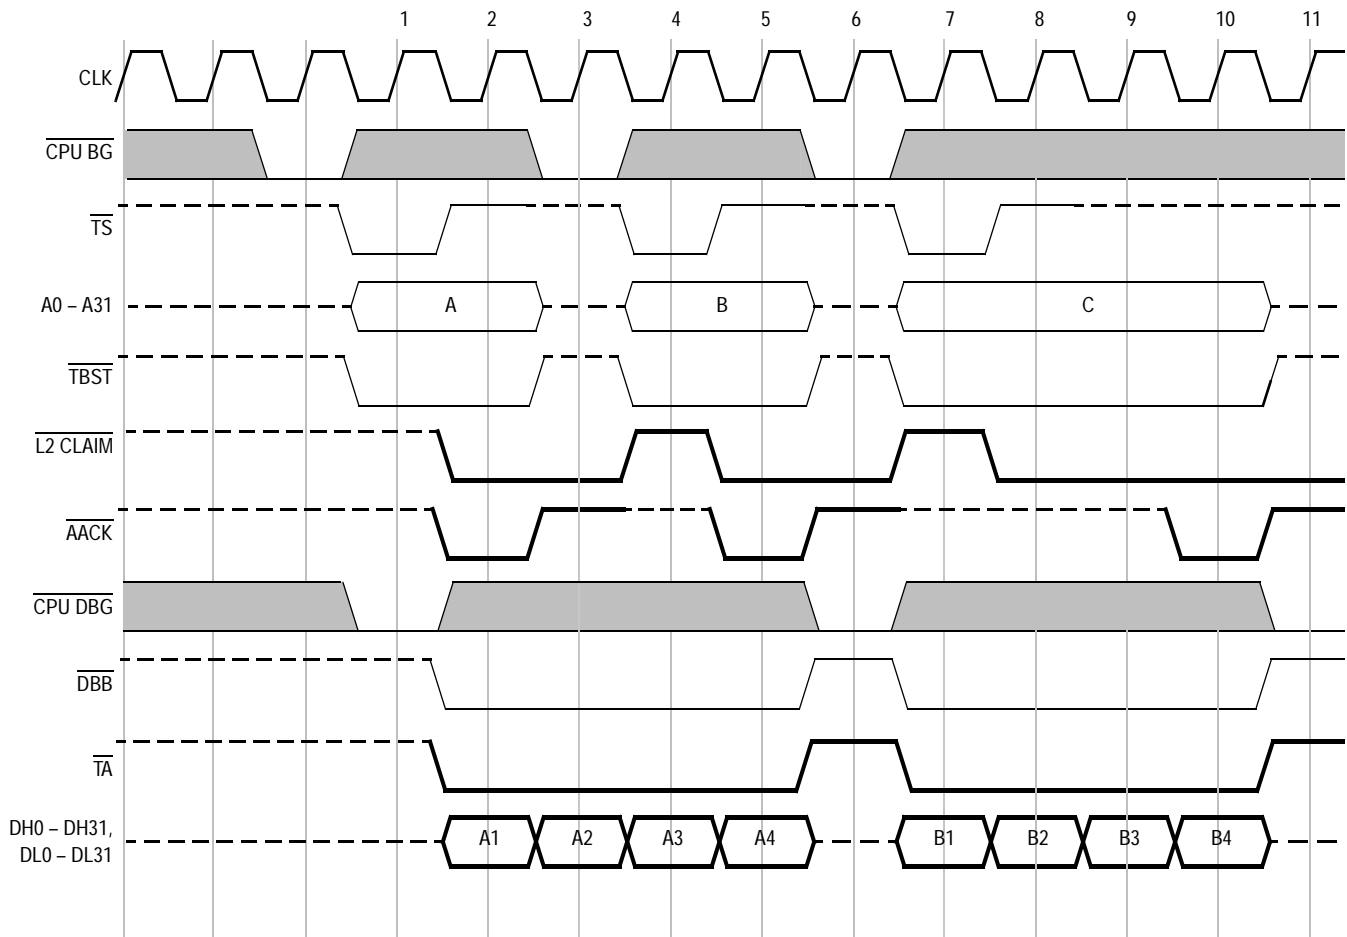 1 2 3 4 5 6 7 8 9 10 11
CLK
CPU BG
TS
A0 – A31 A B C
TBST
L2 CLAIM
AACK
CPU DBG
DBB
TA
DH0 – DH31,
DL0 – DL31
A1 A2 A3 A4 B1 B2 B3 B4